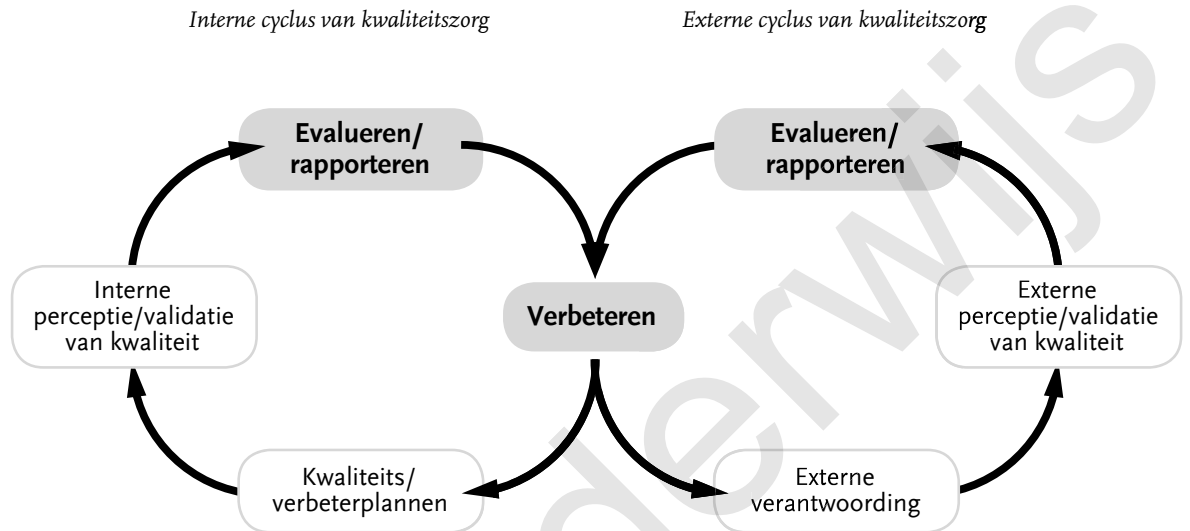 Interne cyclus van kwaliteitszorg
Externe cyclus van kwaliteitszorg
Evalueren/
rapporteren
Evalueren/
rapporteren
Interne
perceptie/validatie
van kwaliteit
Verbeteren
Externe
perceptie/validatie
van kwaliteit
Kwaliteits/
verbeterplannen
Externe
verantwoording
derwijs